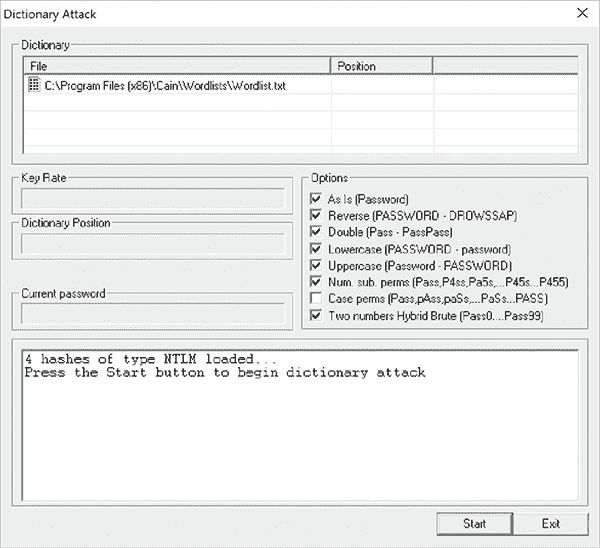 Dictionary Attack
Dictionary
File Position
C:\Program Files (x86)\Cain\Wordlists\Wordlist.txt
Key Rate
Dictionary Position
Current password
Options
As Is (Password)
Reverse (PASSWORD - DROWSSAP)
Double (Pass - PassPass)
Lowercase (PASSWORD - password)
Uppercase (Password - PASSWORD)
Num. sub. perms (Pass,P4ss,Pa5s,...P45s...P455)
Case perms (Pass,pAss,paSs,...PaSs...PASS)
Two numbers Hybrid Brute (Pass0....Pass99)
4 hashes of type NTLM loaded...
Press the Start button to begin dictionary attack
Start Exit